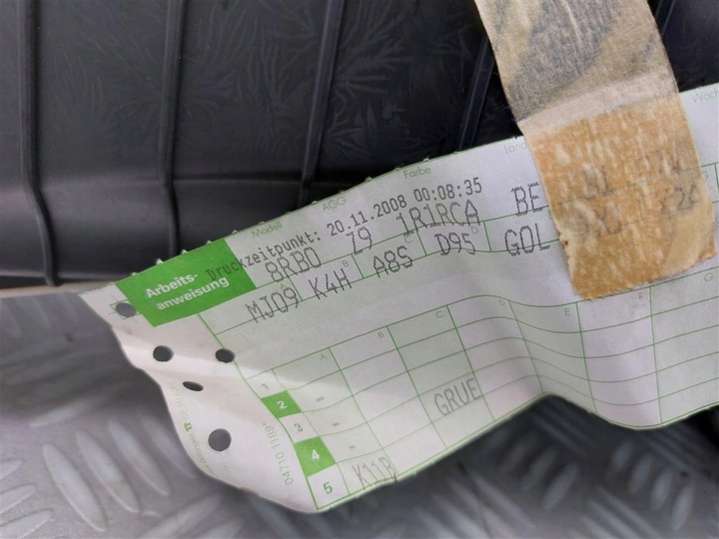 Modell AGG Farbe
Druckzeitpunkt: 20.11.2008 00:08:35
Arbeits-
anweisung
8RB0 Z9 1R1RCA BE
MJ09 K4H A8S D95 GOL
A B C D E F G
1 -
2
3 -
4 GRUE
5 K11B